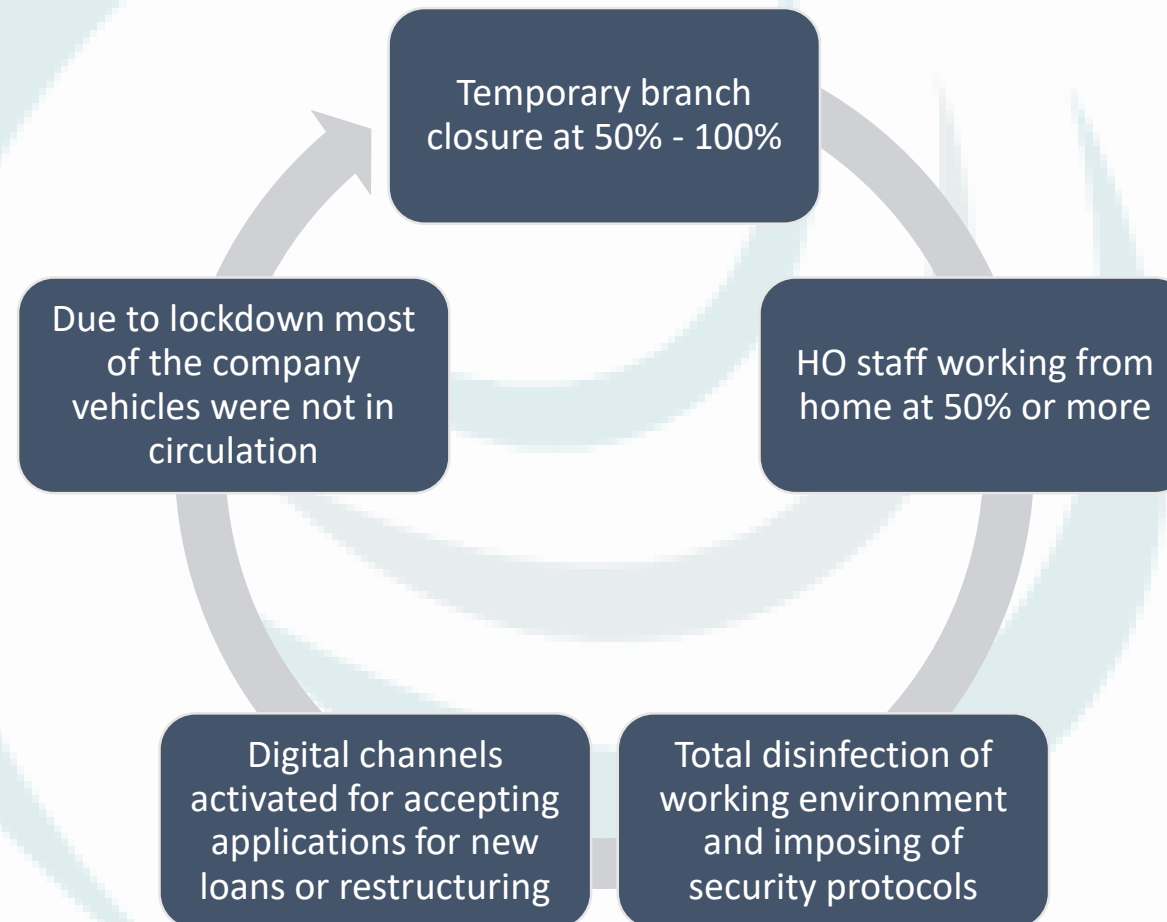 Temporary branch
closure at 50% - 100%
HO staff working from
home at 50% or more
Total disinfection of
working environment
and imposing of
security protocols
Digital channels
activated for accepting
applications for new
loans or restructuring
Due to lockdown most
of the company
vehicles were not in
circulation